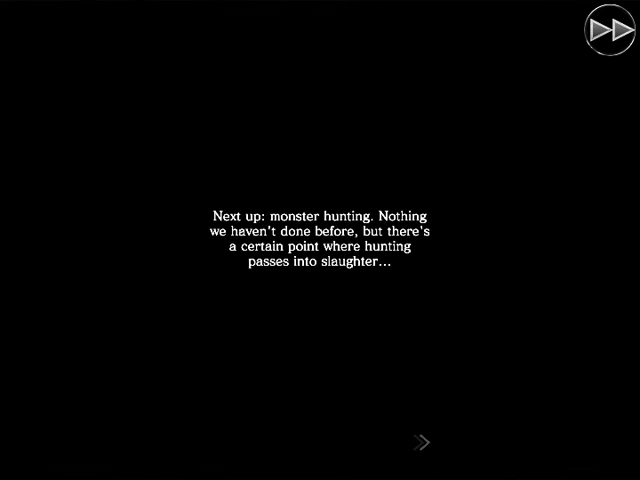 Next up: monster hunting. Nothing
we haven't done before, but there's
a certain point where hunting
passes into slaughter...